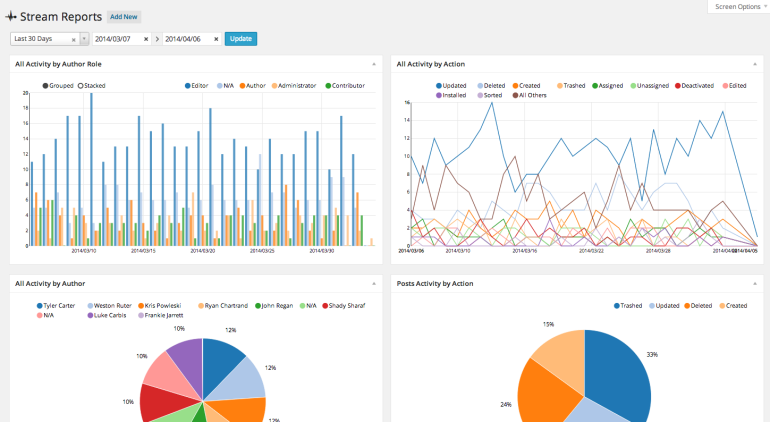 Screen Options
Stream Reports Add New
Last 30 Days 2014/03/07 > 2014/04/06 Update
All Activity by Author Role
Grouped Stacked Editor N/A Author Administrator Contributor
20
18
16
14
12
10
8
6
4
2
0
2014/03/10 2014/03/15 2014/03/20 2014/03/25 2014/03/30
All Activity by Action
Updated Deleted Created Trashed Assigned Unassigned Deactivated Edited
Installed Sorted All Others
16
14
12
10
8
6
4
2
0
2014/03/06 2014/03/10 2014/03/16 2014/03/22 2014/03/28 2014/04/05
All Activity by Author
Tyler Carter Weston Ruter Kris Powleski Ryan Chartrand John Regan N/A Shady Sharaf
N/A Luke Carbis Frankie Jarrett
10% 12%
10% 12%
10%
12%
Posts Activity by Action
Trashed Updated Deleted Created
15%
33%
24%